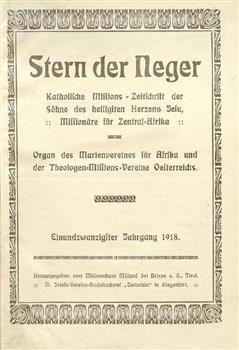 Stern der Neger
Katholische Missions-Zeitschrift der
Söhne des heiligsten Herzens Jesu,
:: Missionäre für Zentral-Afrika ::
Organ des Marienvereines für Afrika und
der Theologen-Missions-Vereine Oesterreichs.
Einundzwanzigster Jahrgang 1918.
Herausgegeben vom Missionshaus Milland bei Brixen a. E., Tirol.
:: St. Josefs-Vereins-Buchdruckerei „Carinthia“ in Klagenfurt. ::